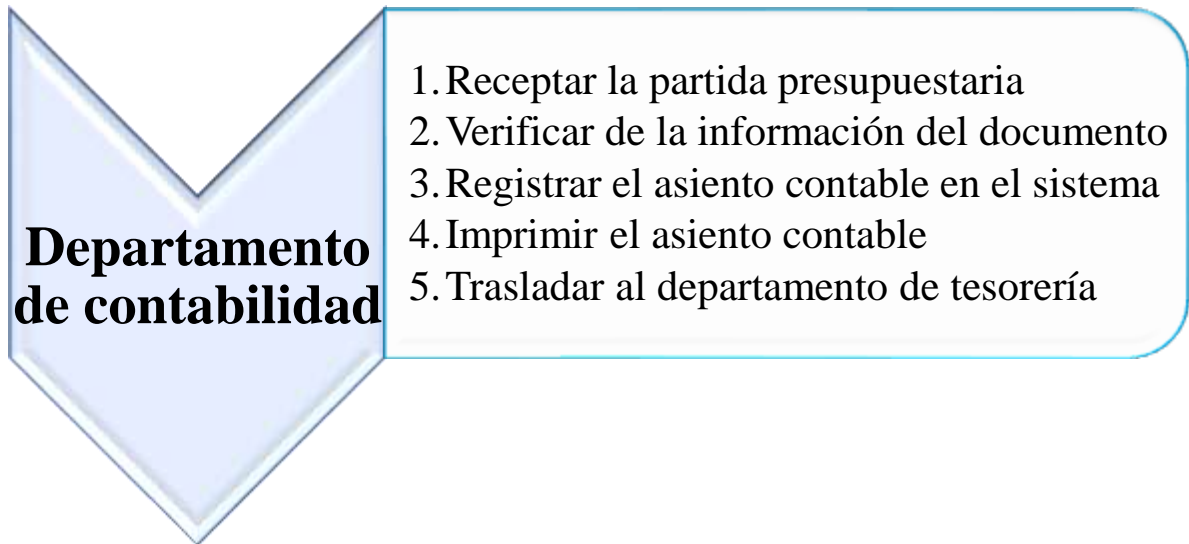 Departamento
de contabilidad
1. Receptar la partida presupuestaria
2. Verificar de la información del documento
3. Registrar el asiento contable en el sistema
4. Imprimir el asiento contable
5. Trasladar al departamento de tesorería